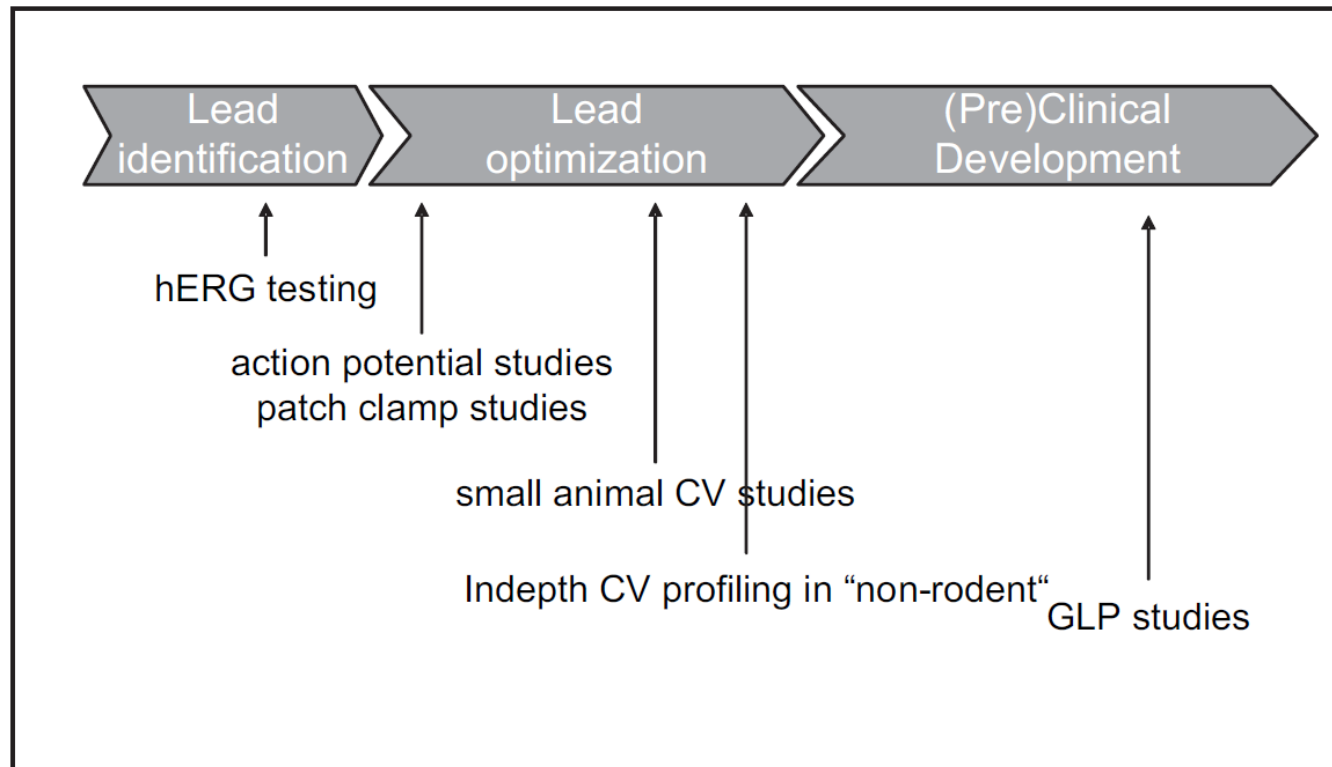 Lead
identification
Lead
optimization
(Pre)Clinical
Development
hERG testing
action potential studies
patch clamp studies
small animal CV studies
Indepth CV profiling in “non-rodent“
GLP studies